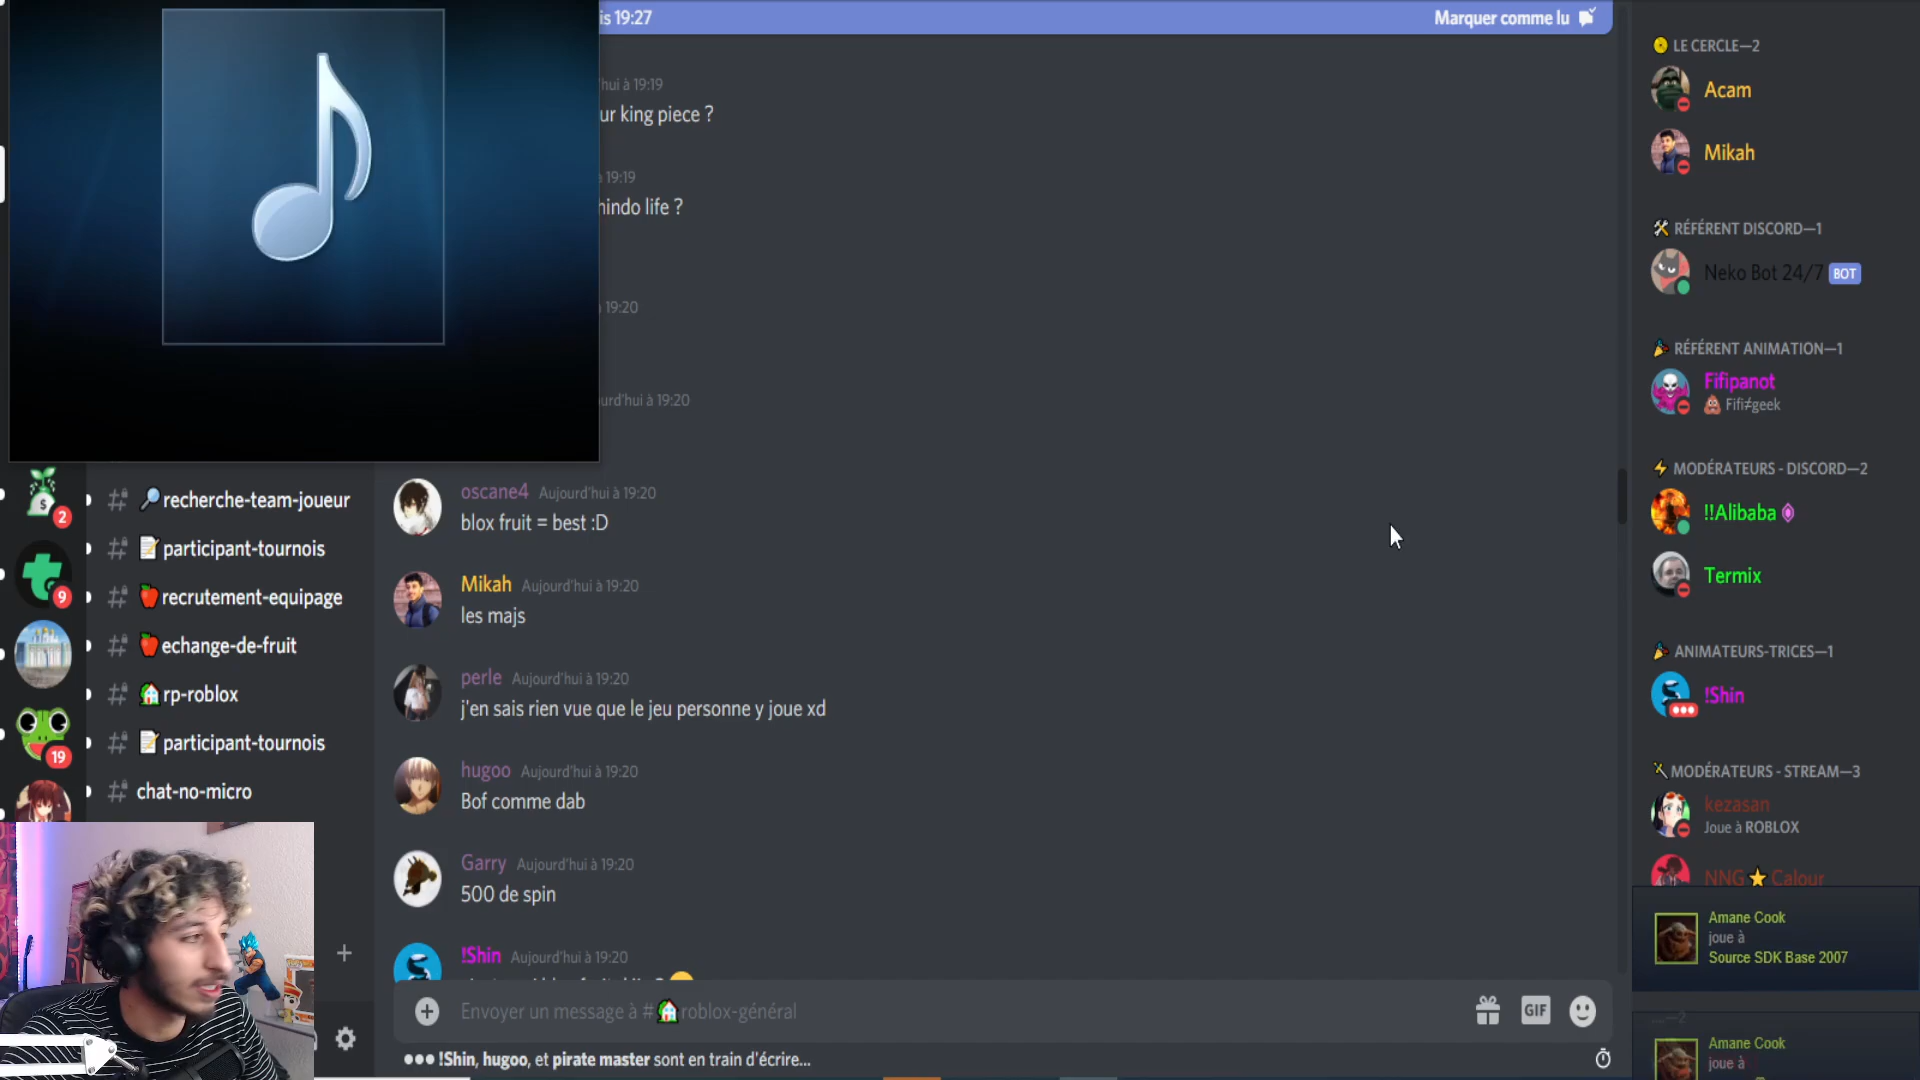 is 19:27
Marquer comme lu
hui à 19:19
ur king piece ?
à 19:19
hindo life ?
à 19:20
urd'hui à 19:20
2
9
19
recherche-team-joueur
participant-tournois
recrutement-equipage
echange-de-fruit
rp-roblox
participant-tournois
chat-no-micro
oscane4 Aujourd'hui à 19:20
blox fruit = best :D
Mikah Aujourd'hui à 19:20
les majs
perle Aujourd'hui à 19:20
j'en sais rien vue que le jeu personne y joue xd
hugoo Aujourd'hui à 19:20
Bof comme dab
Garry Aujourd'hui à 19:20
500 de spin
!Shin Aujourd'hui à 19:20
Envoyer un message à #roblox-général
GIF
!Shin, hugoo, et pirate master sont en train d'écrire...
LE CERCLE—2
Acam
Mikah
RÉFÉRENT DISCORD—1
Neko Bot 24/7 BOT
RÉFÉRENT ANIMATION—1
Fifipanot
Fifi≠geek
MODÉRATEURS - DISCORD—2
!!Alibaba
Termix
ANIMATEURS-TRICES—1
!Shin
MODÉRATEURS - STREAM—3
kezasan
Joue à ROBLOX
NNG Calour
Amane Cook
joue à
Source SDK Base 2007
Amane Cook
joue à